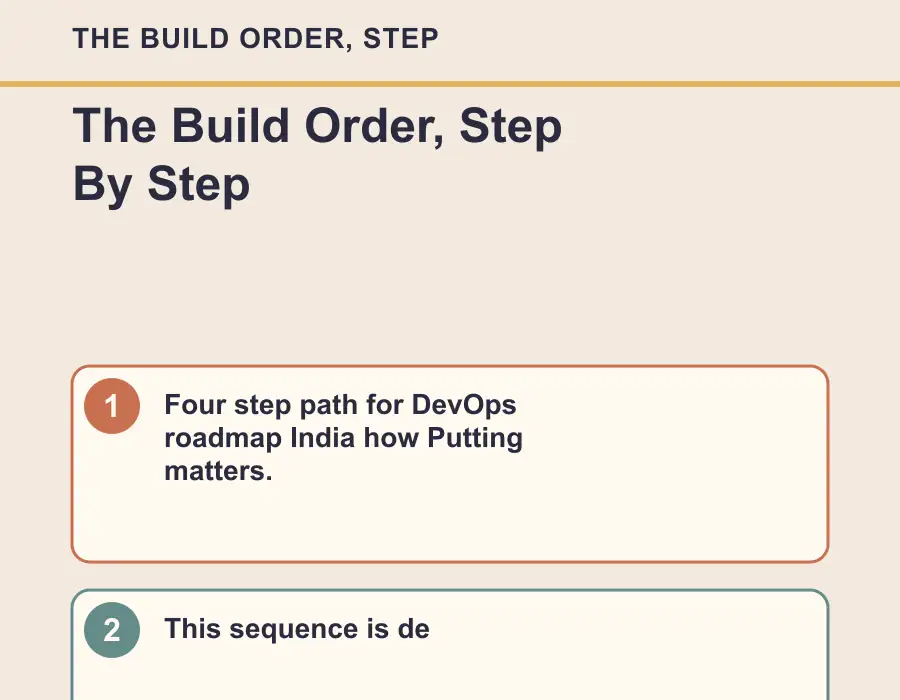 THE BUILD ORDER, STEP
The Build Order, Step
By Step
1
Four step path for DevOps
roadmap India how Putting
matters.
2
This sequence is de